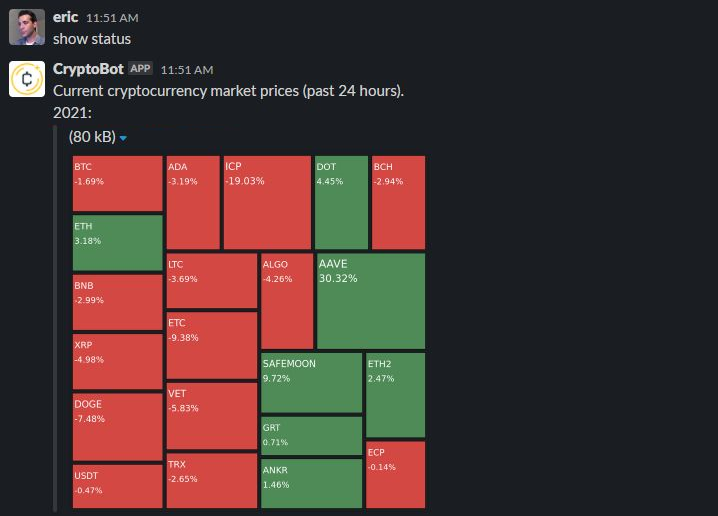 eric 11:51 AM
show status
CryptoBot APP 11:51 AM
Current cryptocurrency market prices (past 24 hours).
2021:
(80 kB)
BTC
-1.69%
ETH
3.18%
BNB
-2.99%
XRP
-4.98%
DOGE
-7.48%
USDT
-0.47%
ADA
-3.19%
ICP
-19.03%
DOT
4.45%
BCH
-2.94%
LTC
-3.69%
ETC
-9.38%
VET
-5.83%
TRX
-2.65%
ALGO
-4.26%
AAVE
30.32%
SAFEMOON
9.72%
GRT
0.71%
ANKR
1.46%
ETH2
2.47%
ECP
-0.14%